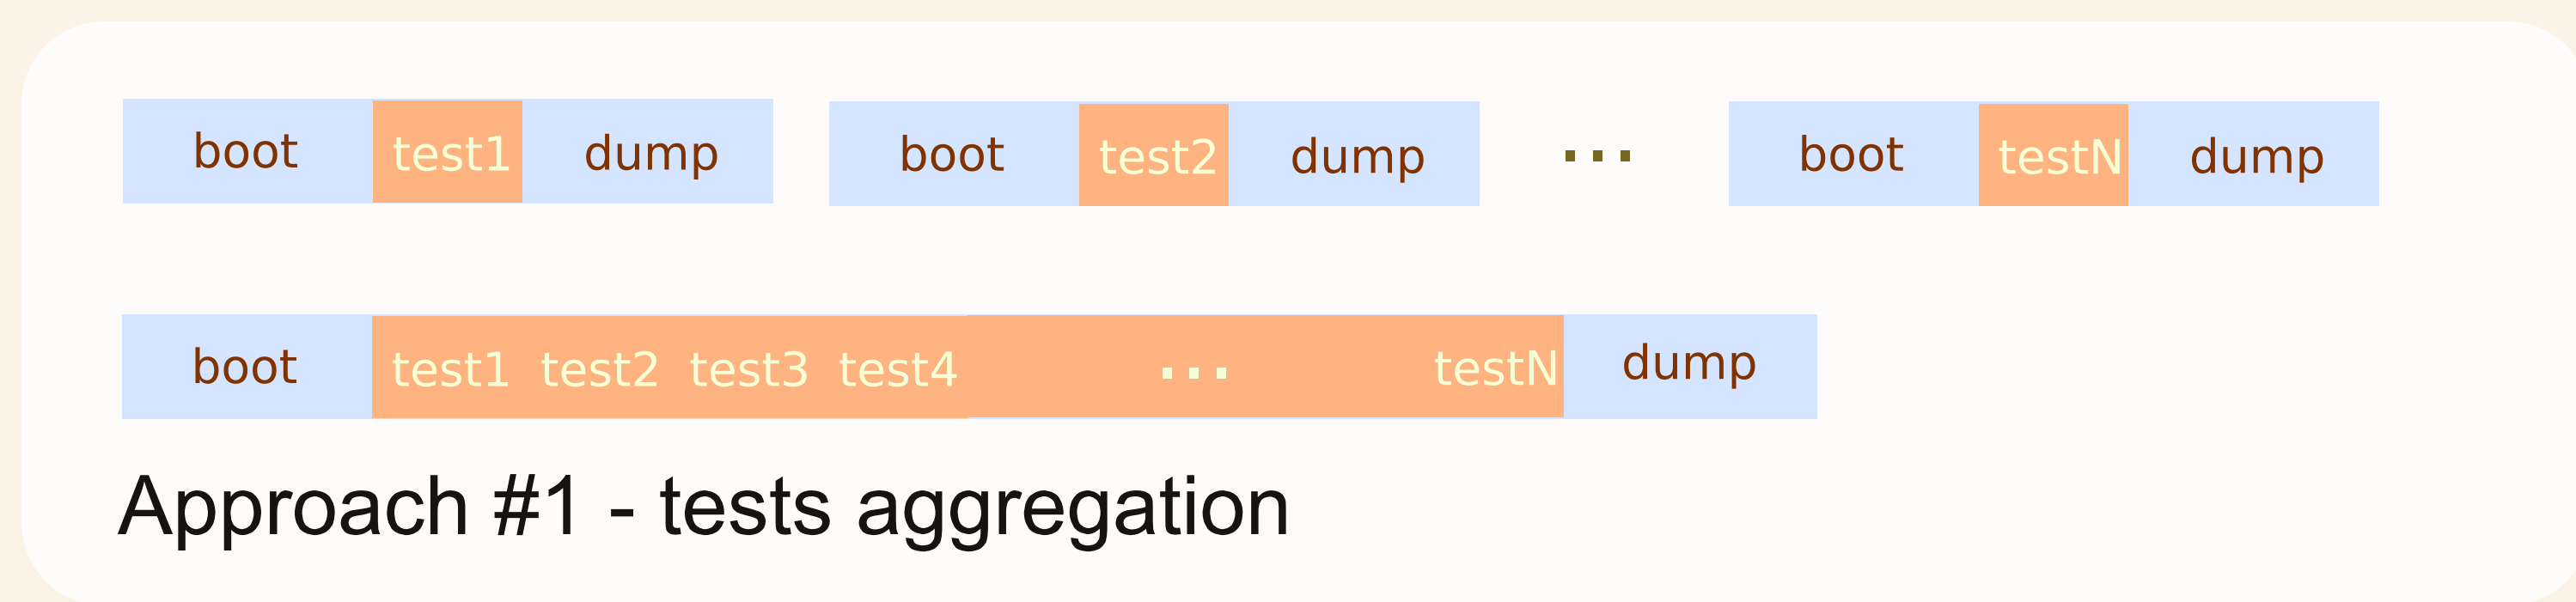 boot test1 dump boot test2 dump ... boot testN dump
boot test1 test2 test3 test4 ... testN dump
Approach #1 - tests aggregation